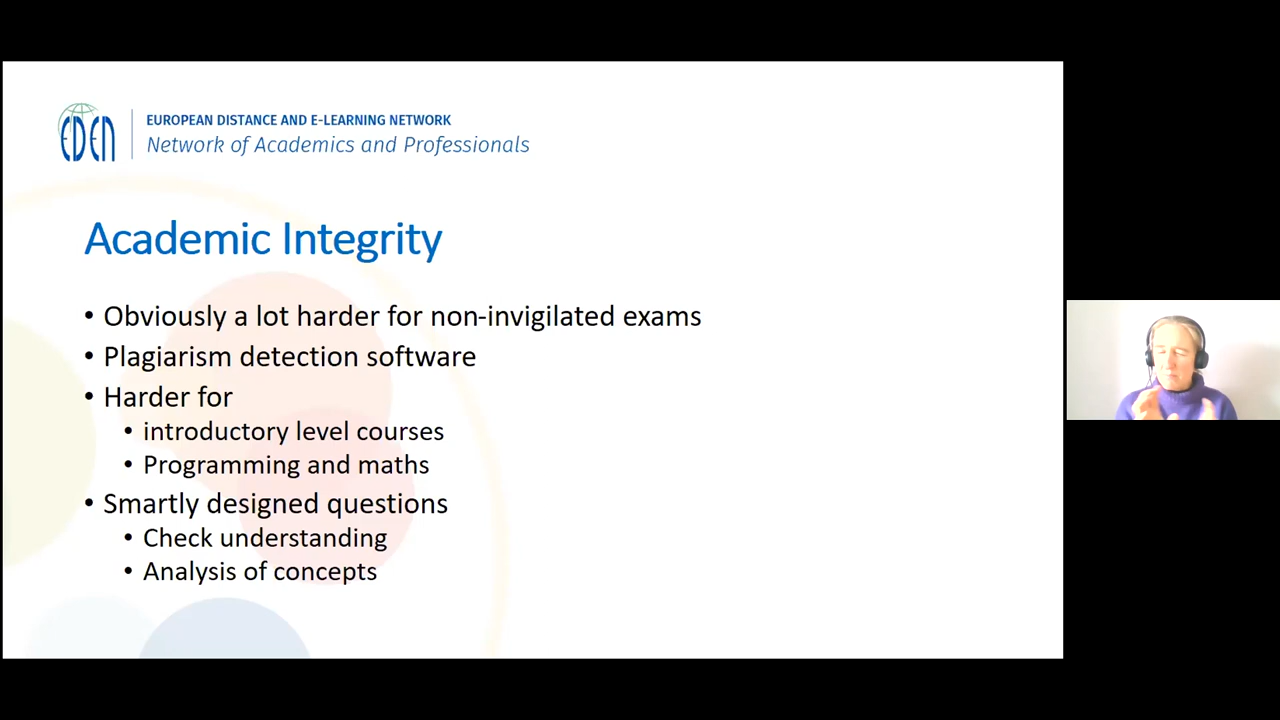 EDEN
EUROPEAN DISTANCE AND E-LEARNING NETWORK
Network of Academics and Professionals
Academic Integrity
• Obviously a lot harder for non-invigilated exams
• Plagiarism detection software
• Harder for
• introductory level courses
• Programming and maths
• Smartly designed questions
• Check understanding
• Analysis of concepts